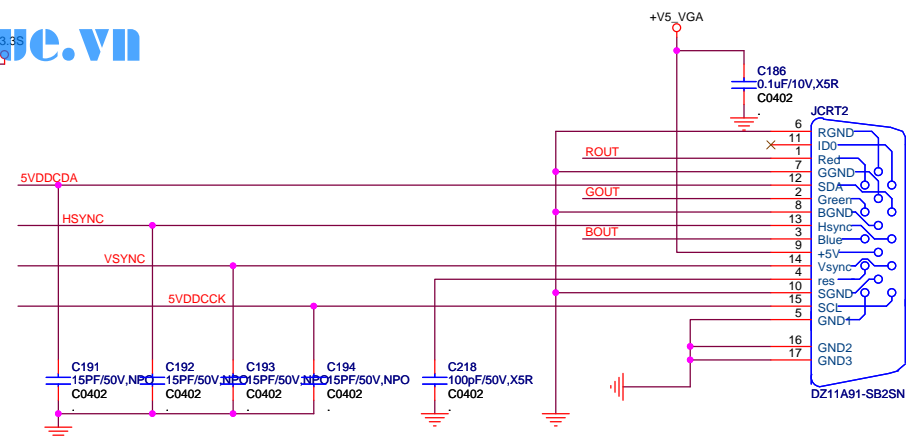 +V5_VGA
3.3S
ue.vn
C186
0.1uF/10V,X5R
C0402
.
JCRT2
6 RGND
11 ID0
ROUT 1 Red
7 GGND
5VDDCDA 12 SDA
GOUT 2 Green
8 BGND
HSYNC 13 Hsync
BOUT 3 Blue
9 +5V
VSYNC 14 Vsync
4 res
10 SGND
5VDDCCK 15 SCL
5 GND1
16 GND2
17 GND3
DZ11A91-SB2SN
C191 C192 C193 C194 C218
15PF/50V,NPO 15PF/50V,NPO 15PF/50V,NPO 15PF/50V,NPO 100pF/50V,X5R
C0402 C0402 C0402 C0402 C0402
. . . . .